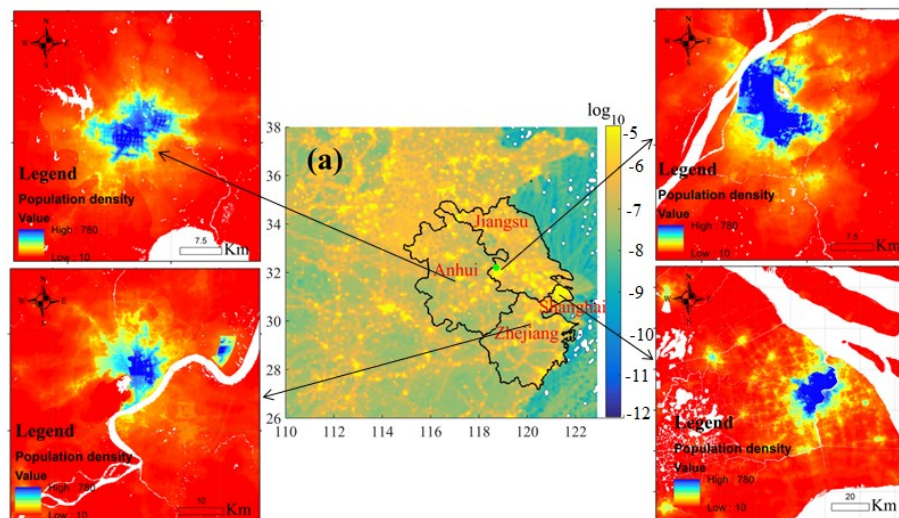 N
W E
S
Legend
Population density
Value
High : 780
Low : 10
7.5
Km
N
W E
S
Legend
Population density
Value
High : 780
Low : 10
10
Km
(a)
log10
38
36
34
32
30
28
26
110 112 114 116 118 120 122
Jiangsu
Anhui
Shanghai
Zhejiang
-5
-6
-7
-8
-9
-10
-11
-12
N
W E
S
Legend
Population density
Value
High : 780
Low : 10
7.5
Km
N
W E
S
Legend
Population density
Value
High : 780
Low : 10
20
Km